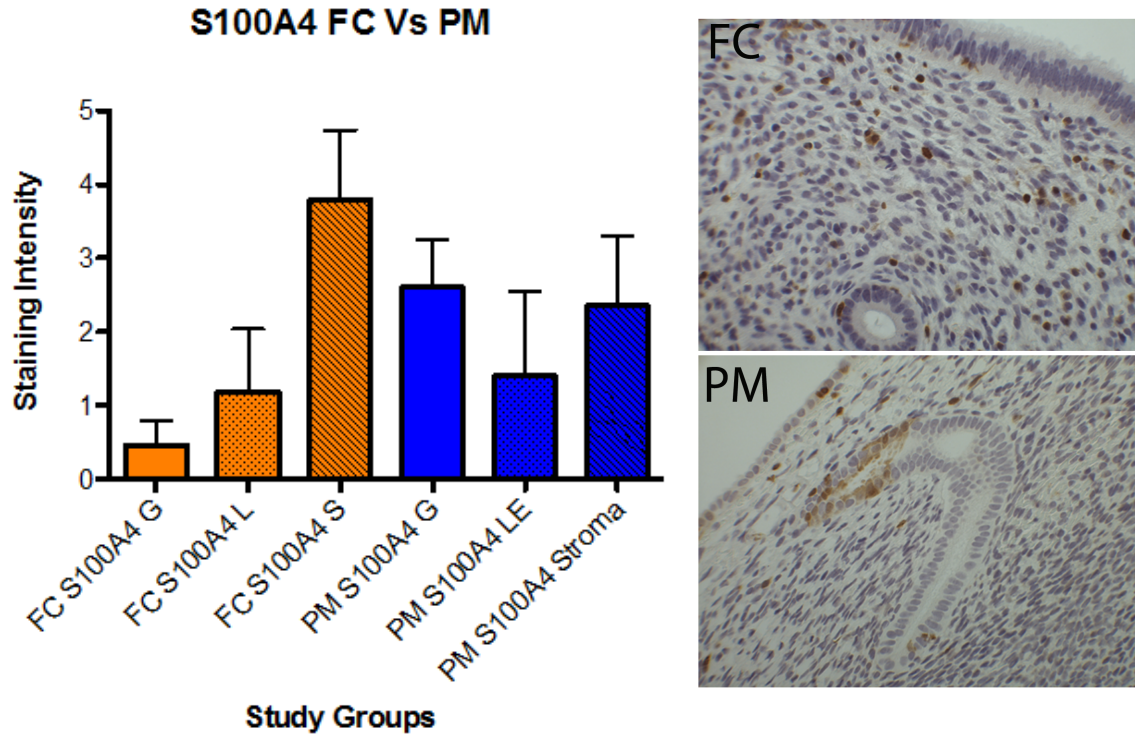 S100A4 FC Vs PM
Staining Intensity
5
4
3
2
1
0
FC S100A4 G
FC S100A4 L
FC S100A4 S
PM S100A4 G
PM S100A4 LE
PM S100A4 Stroma
Study Groups
FC
PM